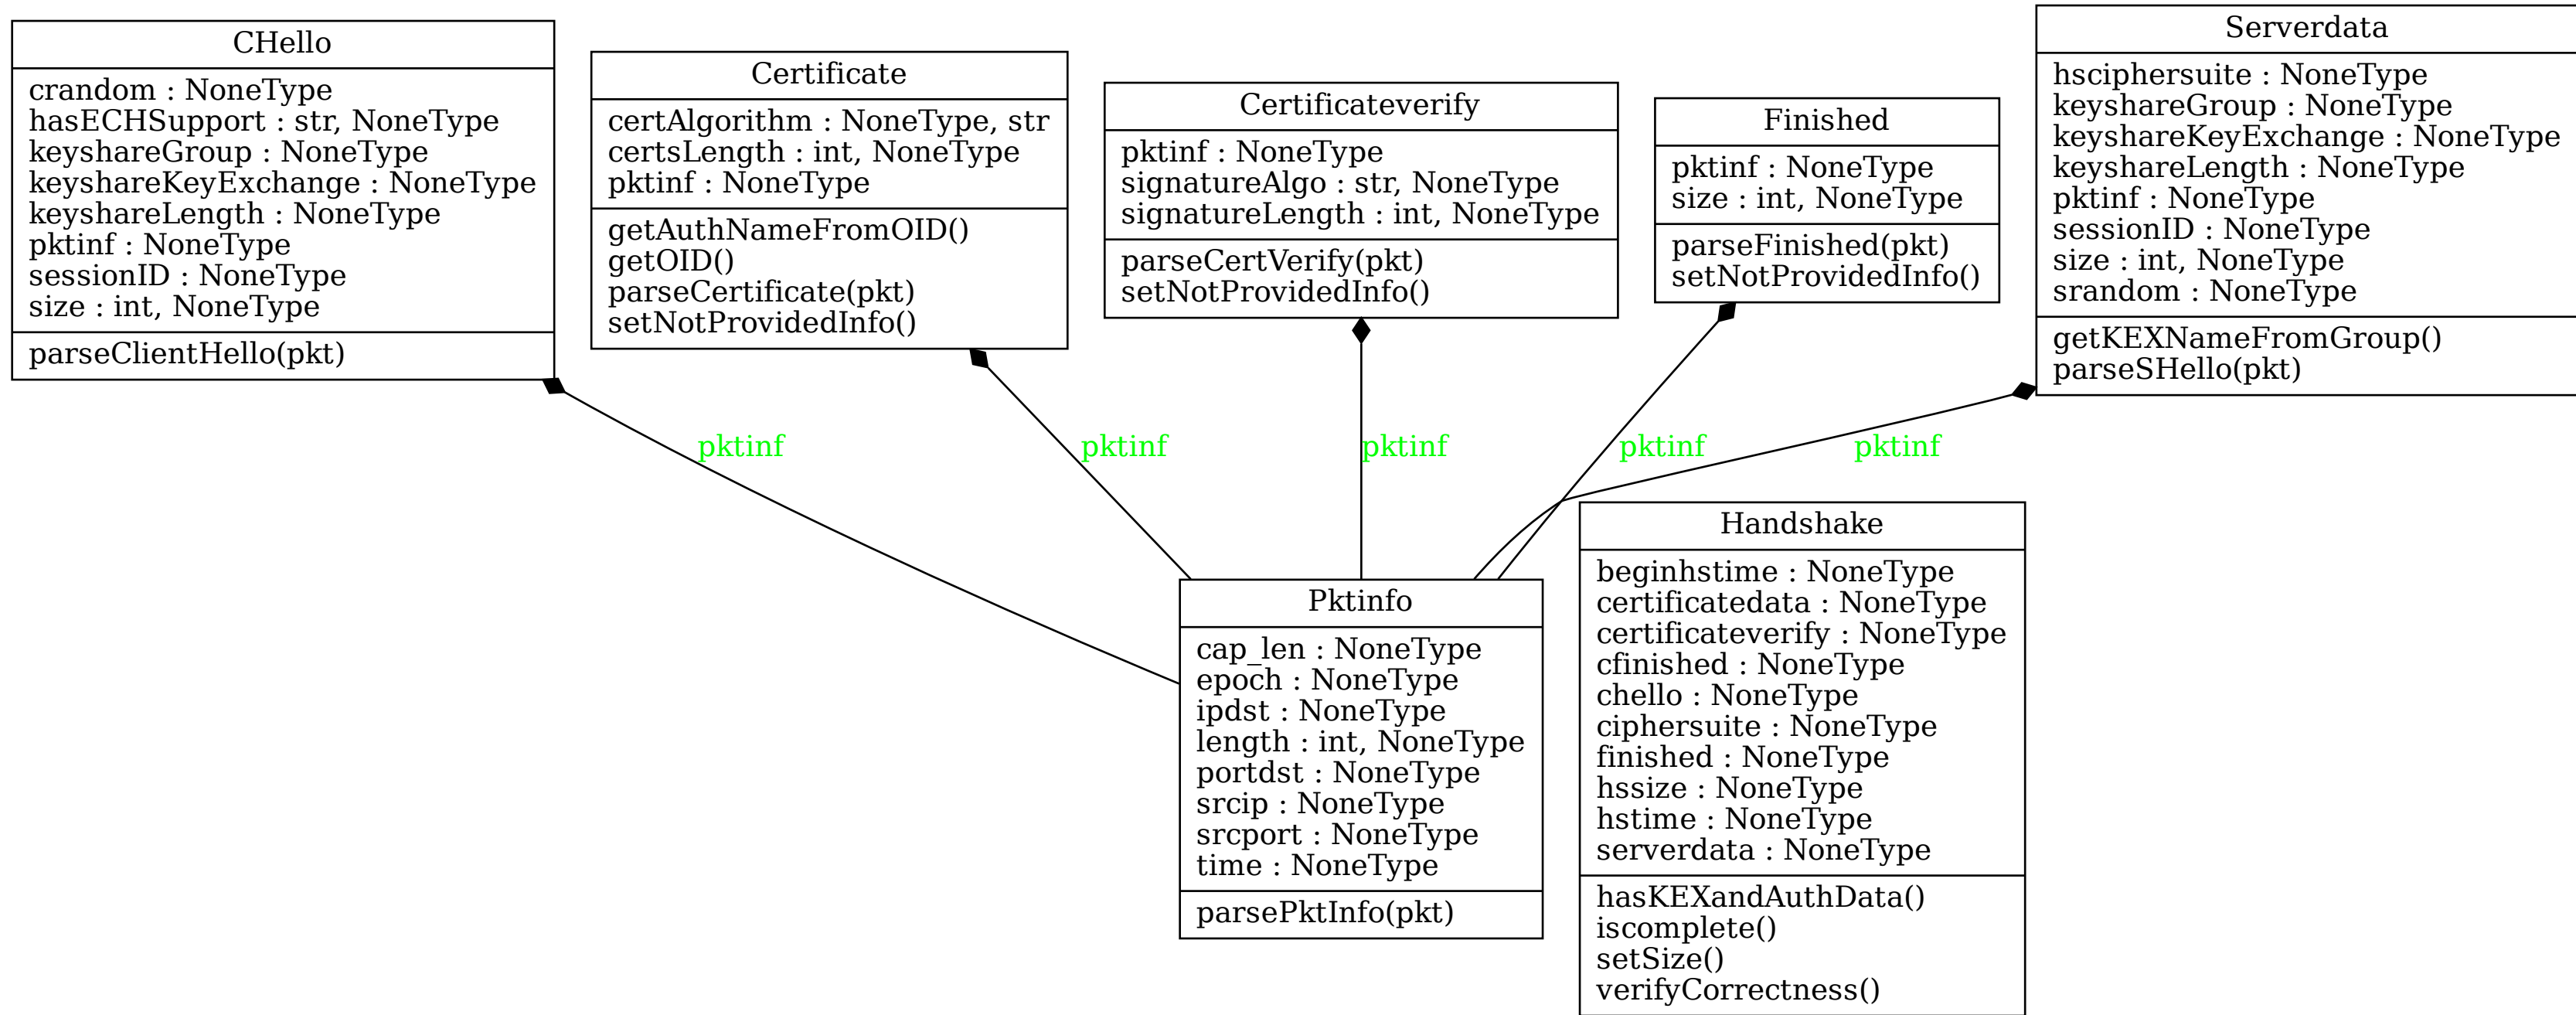 CHello
crandom : NoneType
hasECHSupport : str, NoneType
keyshareGroup : NoneType
keyshareKeyExchange : NoneType
keyshareLength : NoneType
pktinf : NoneType
sessionID : NoneType
size : int, NoneType
parseClientHello(pkt)
Certificate
certAlgorithm : NoneType, str
certsLength : int, NoneType
pktinf : NoneType
getAuthNameFromOID()
getOID()
parseCertificate(pkt)
setNotProvidedInfo()
Certificateverify
pktinf : NoneType
signatureAlgo : str, NoneType
signatureLength : int, NoneType
parseCertVerify(pkt)
setNotProvidedInfo()
Finished
pktinf : NoneType
size : int, NoneType
parseFinished(pkt)
setNotProvidedInfo()
Serverdata
hsciphersuite : NoneType
keyshareGroup : NoneType
keyshareKeyExchange : NoneType
keyshareLength : NoneType
pktinf : NoneType
sessionID : NoneType
size : int, NoneType
srandom : NoneType
getKEXNameFromGroup()
parseSHello(pkt)
pktinf
pktinf
pktinf
pktinf
pktinf
Pktinfo
cap_len : NoneType
epoch : NoneType
ipdst : NoneType
length : int, NoneType
portdst : NoneType
srcip : NoneType
srcport : NoneType
time : NoneType
parsePktInfo(pkt)
Handshake
beginhstime : NoneType
certificatedata : NoneType
certificateverify : NoneType
cfinished : NoneType
chello : NoneType
ciphersuite : NoneType
finished : NoneType
hssize : NoneType
hstime : NoneType
serverdata : NoneType
hasKEXandAuthData()
iscomplete()
setSize()
verifyCorrectness()